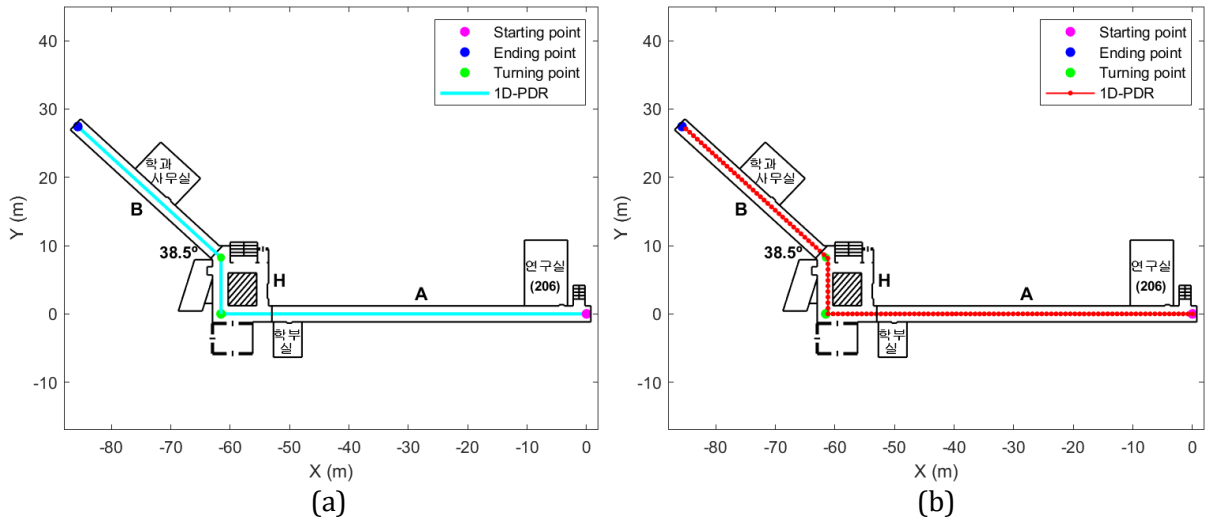 40
30
20
10
0
-10
Y (m)
-80
-70
-60
-50
-40
-30
-20
-10
0
X (m)
Starting point
Ending point
Turning point
1D-PDR
학과
사무실
B
38.5º
H
A
연구실
(206)
학부
실
(a)
40
30
20
10
0
-10
Y (m)
-80
-70
-60
-50
-40
-30
-20
-10
0
X (m)
Starting point
Ending point
Turning point
1D-PDR
학과
사무실
B
38.5º
H
A
연구실
(206)
학부
실
(b)